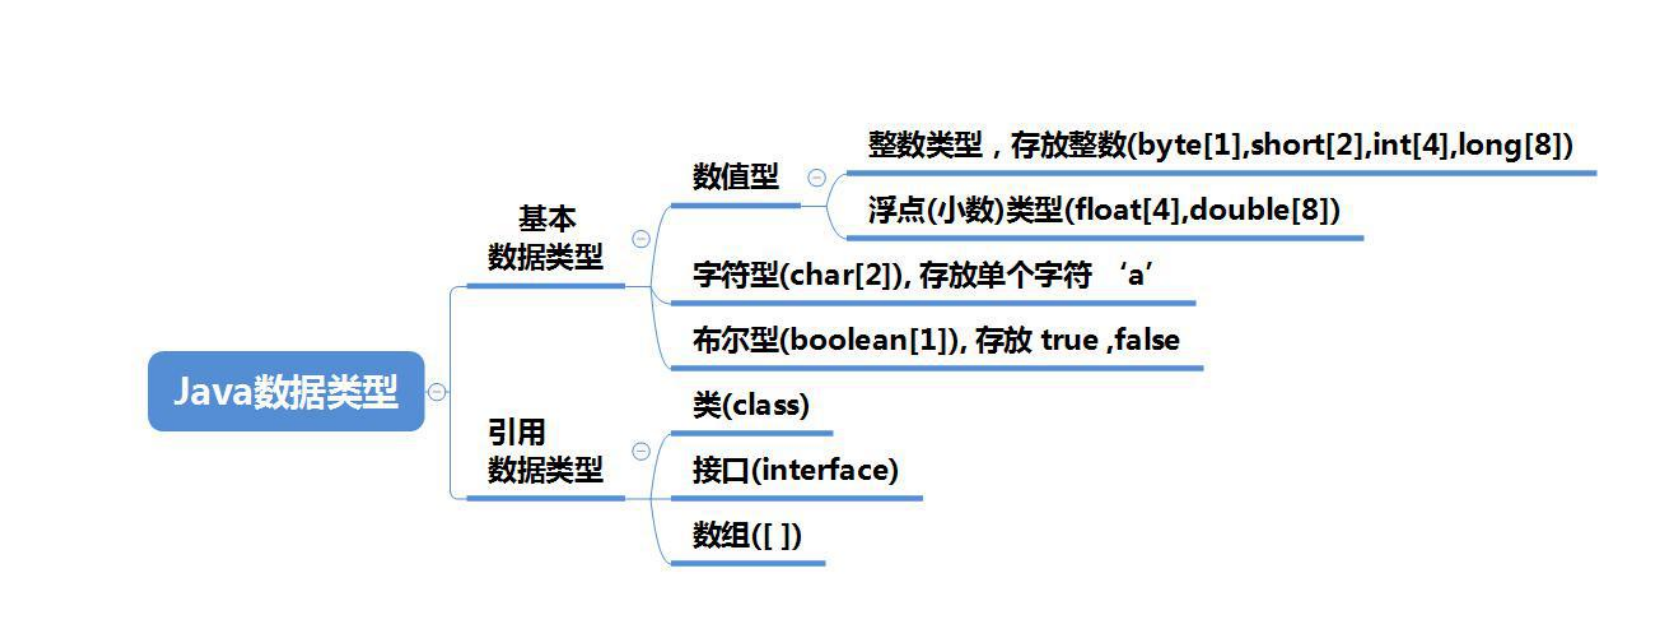 整数类型，存放整数(byte[1],short[2],int[4],long[8])
数值型
浮点(小数)类型(float[4],double[8])
基本
数据类型
字符型(char[2]), 存放单个字符 ‘a’
布尔型(boolean[1]), 存放 true ,false
Java数据类型
类(class)
引用
数据类型
接口(interface)
数组([ ])